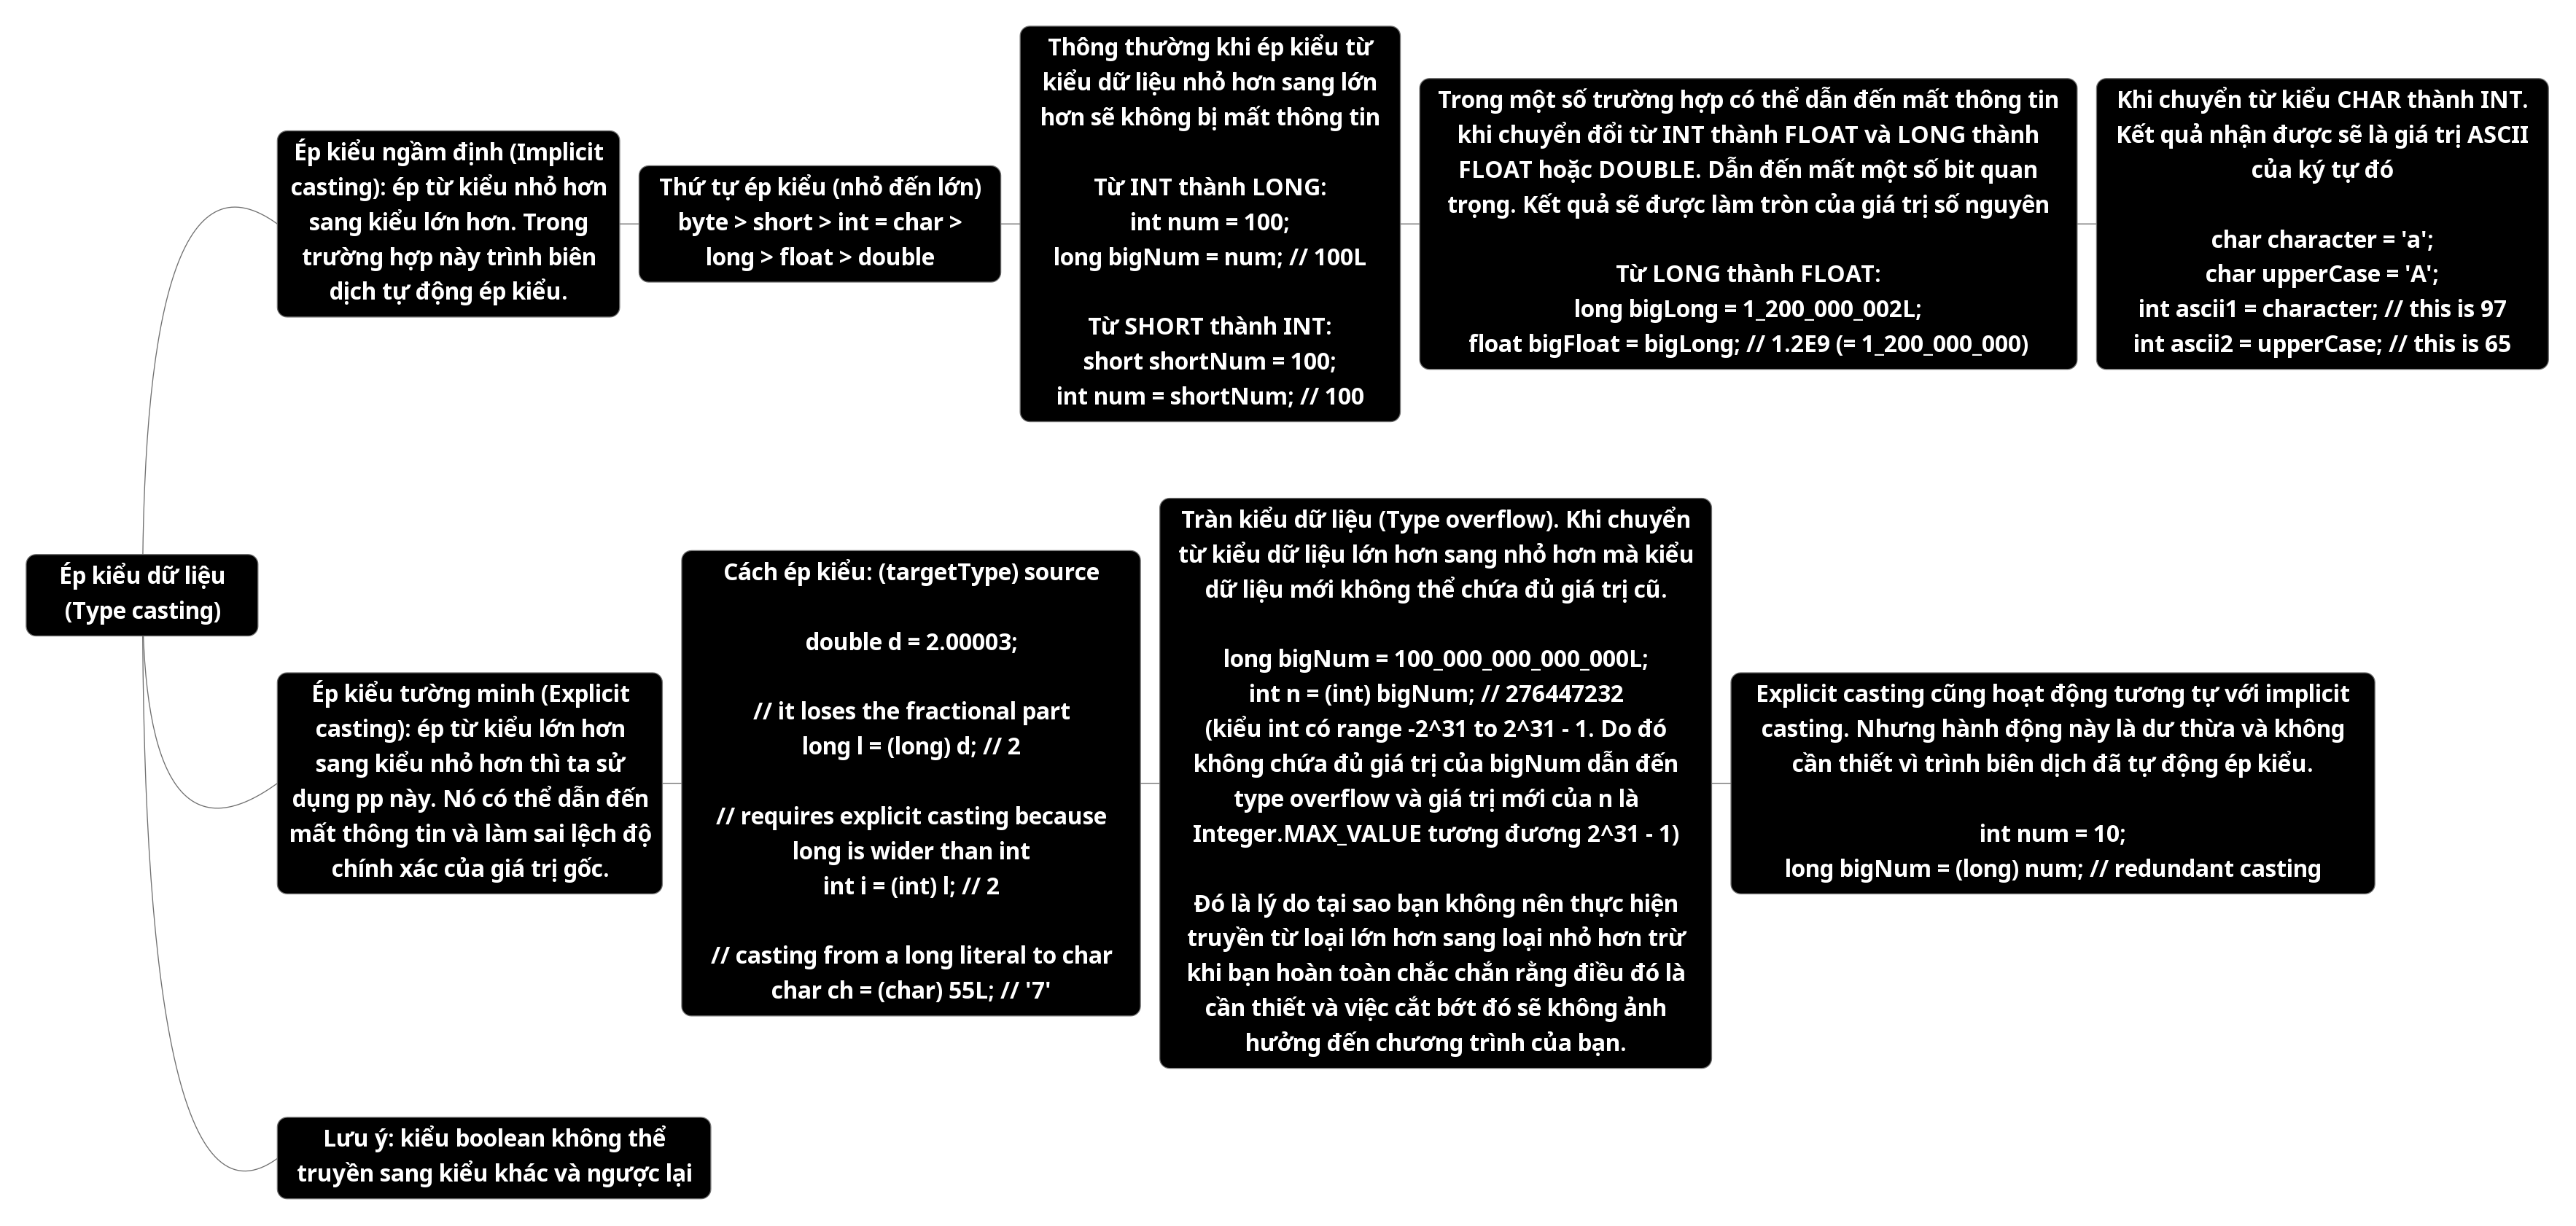 Ép kiểu dữ liệu
(Type casting)
Ép kiểu ngầm định (Implicit
casting): ép từ kiểu nhỏ hơn
sang kiểu lớn hơn. Trong
trường hợp này trình biên
dịch tự động ép kiểu.
Thứ tự ép kiểu (nhỏ đến lớn)
byte > short > int = char >
long > float > double
Thông thường khi ép kiểu từ
kiểu dữ liệu nhỏ hơn sang lớn
hơn sẽ không bị mất thông tin
Từ INT thành LONG:
int num = 100;
long bigNum = num; // 100L
Từ SHORT thành INT:
short shortNum = 100;
int num = shortNum; // 100
Trong một số trường hợp có thể dẫn đến mất thông tin
khi chuyển đổi từ INT thành FLOAT và LONG thành
FLOAT hoặc DOUBLE. Dẫn đến mất một số bit quan
trọng. Kết quả sẽ được làm tròn của giá trị số nguyên
Từ LONG thành FLOAT:
long bigLong = 1_200_000_002L;
float bigFloat = bigLong; // 1.2E9 (= 1_200_000_000)
Khi chuyển từ kiểu CHAR thành INT.
Kết quả nhận được sẽ là giá trị ASCII
của ký tự đó
char character = 'a';
char upperCase = 'A';
int ascii1 = character; // this is 97
int ascii2 = upperCase; // this is 65
Ép kiểu tường minh (Explicit
casting): ép từ kiểu lớn hơn
sang kiểu nhỏ hơn thì ta sử
dụng pp này. Nó có thể dẫn đến
mất thông tin và làm sai lệch độ
chính xác của giá trị gốc.
Cách ép kiểu: (targetType) source
double d = 2.00003;
// it loses the fractional part
long l = (long) d; // 2
// requires explicit casting because
long is wider than int
int i = (int) l; // 2
// casting from a long literal to char
char ch = (char) 55L; // '7'
Tràn kiểu dữ liệu (Type overflow). Khi chuyển
từ kiểu dữ liệu lớn hơn sang nhỏ hơn mà kiểu
dữ liệu mới không thể chứa đủ giá trị cũ.
long bigNum = 100_000_000_000_000L;
int n = (int) bigNum; // 276447232
(kiểu int có range -2^31 to 2^31 - 1. Do đó
không chứa đủ giá trị của bigNum dẫn đến
type overflow và giá trị mới của n là
Integer.MAX_VALUE tương đương 2^31 - 1)
Đó là lý do tại sao bạn không nên thực hiện
truyền từ loại lớn hơn sang loại nhỏ hơn trừ
khi bạn hoàn toàn chắc chắn rằng điều đó là
cần thiết và việc cắt bớt đó sẽ không ảnh
hưởng đến chương trình của bạn.
Explicit casting cũng hoạt động tương tự với implicit
casting. Nhưng hành động này là dư thừa và không
cần thiết vì trình biên dịch đã tự động ép kiểu.
int num = 10;
long bigNum = (long) num; // redundant casting
Lưu ý: kiểu boolean không thể
truyền sang kiểu khác và ngược lại